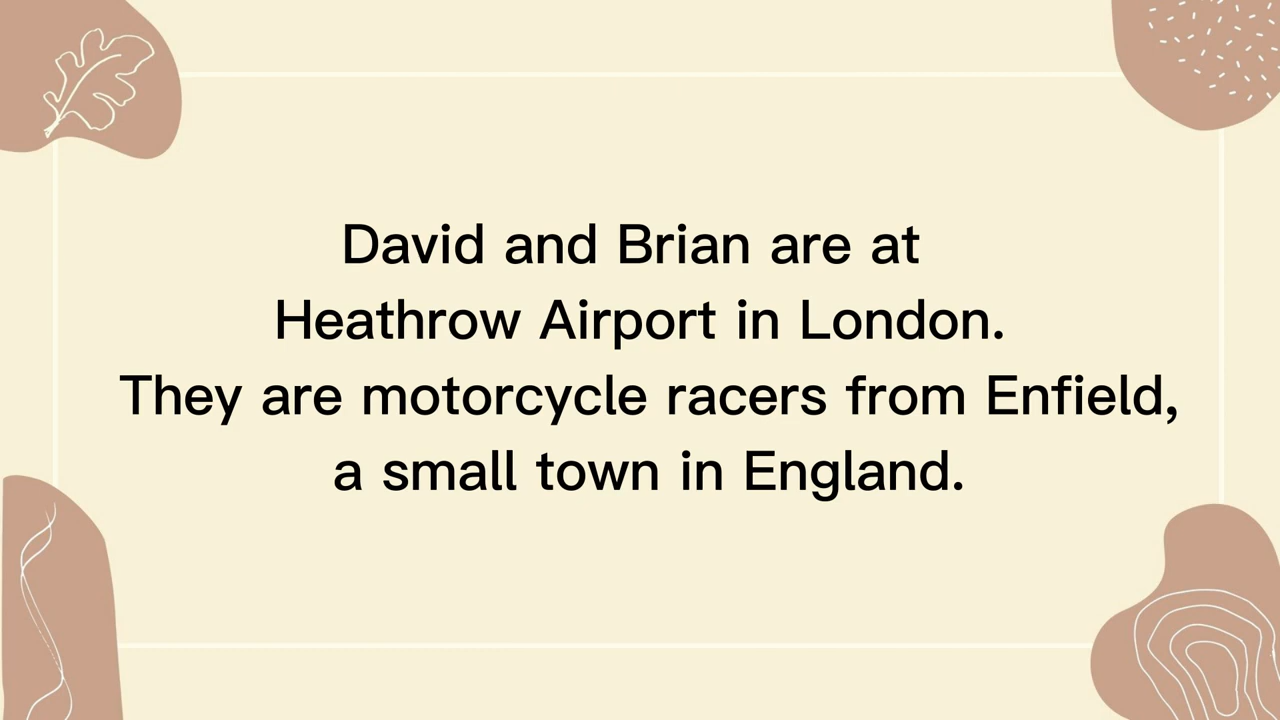 David and Brian are at
Heathrow Airport in London.
They are motorcycle racers from Enfield,
a small town in England.